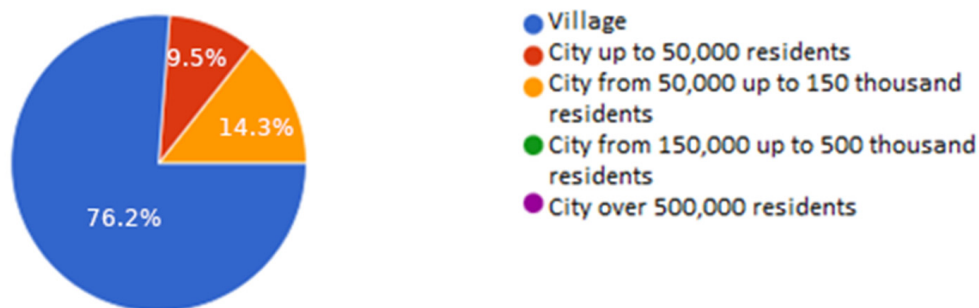 9.5%
14.3%
76.2%
Village
City up to 50,000 residents
City from 50,000 up to 150 thousand
residents
City from 150,000 up to 500 thousand
residents
City over 500,000 residents